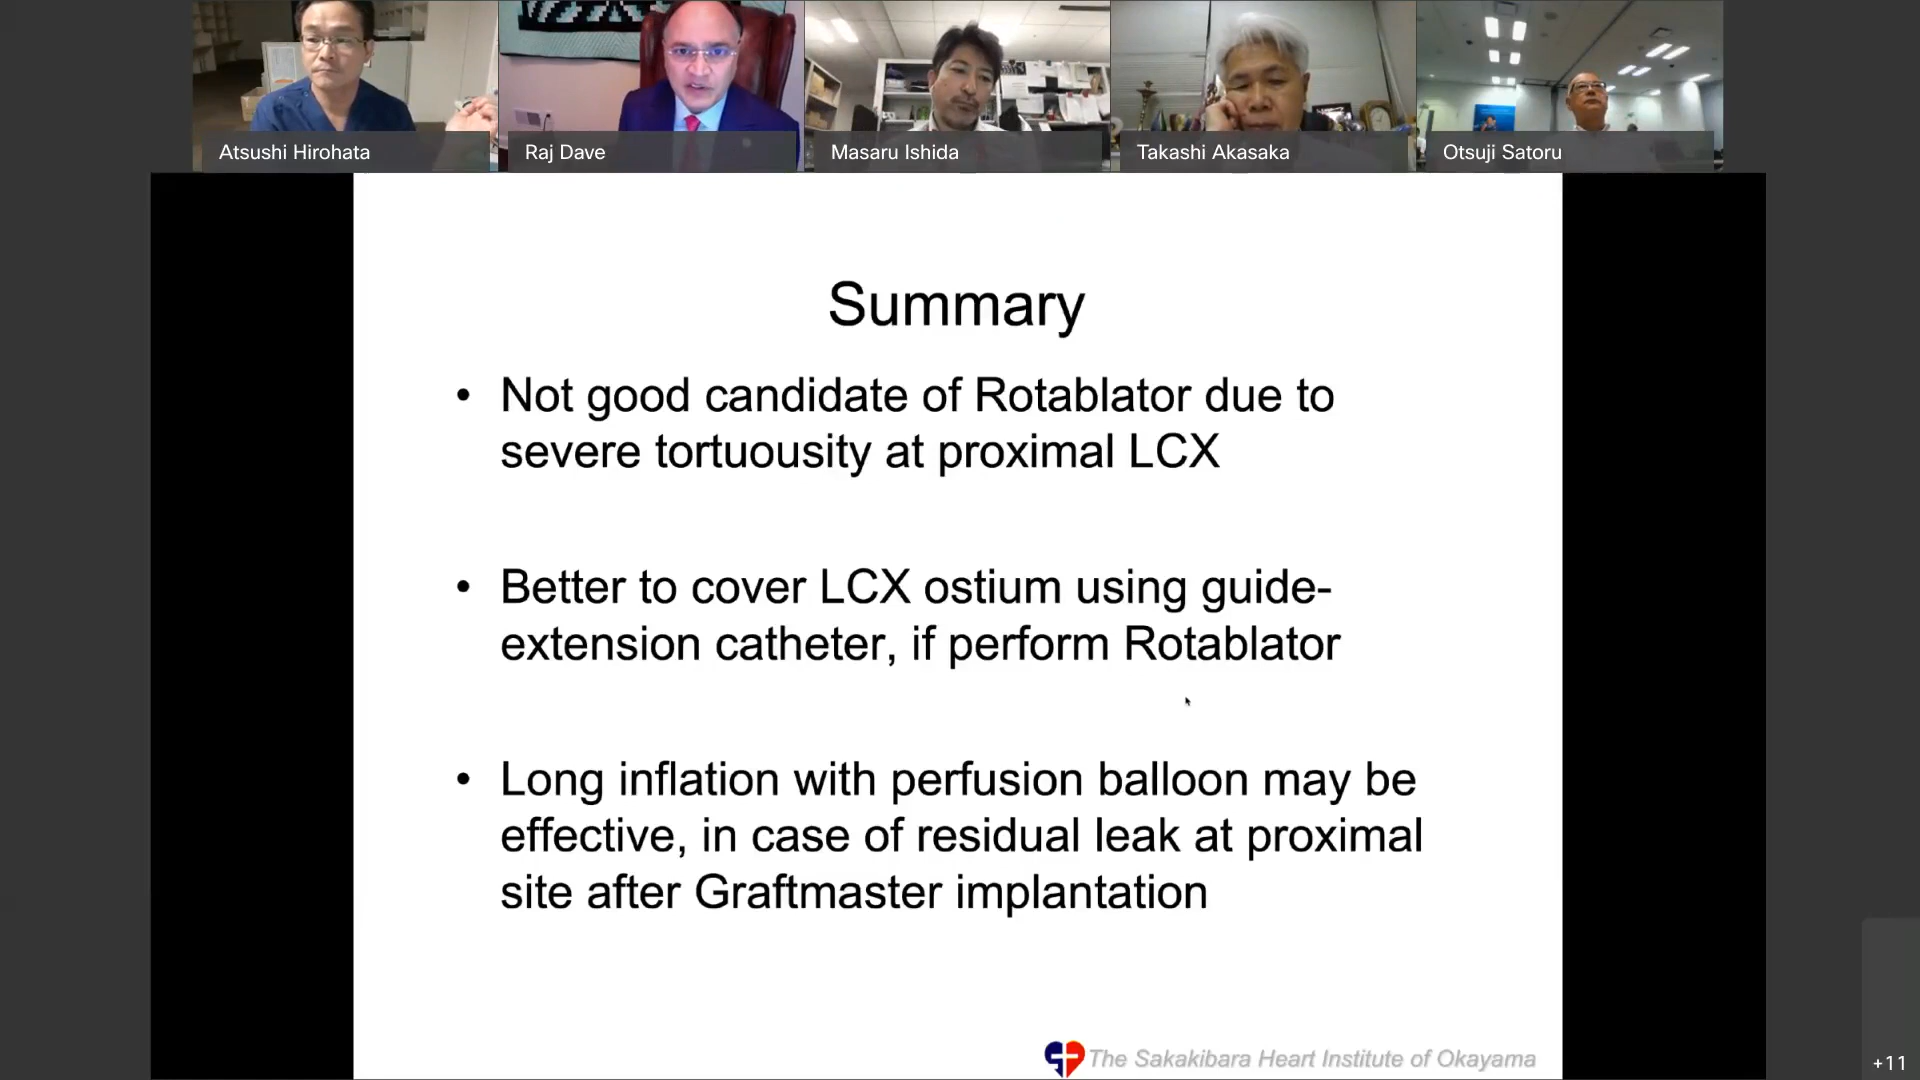 Atsushi Hirohata
Raj Dave
Masaru Ishida
Takashi Akasaka
Otsuji Satoru
Summary
• Not good candidate of Rotablator due to
severe tortuousity at proximal LCX
• Better to cover LCX ostium using guide-
extension catheter, if perform Rotablator
• Long inflation with perfusion balloon may be
effective, in case of residual leak at proximal
site after Graftmaster implantation
The Sakakibara Heart Institute of Okayama
+11